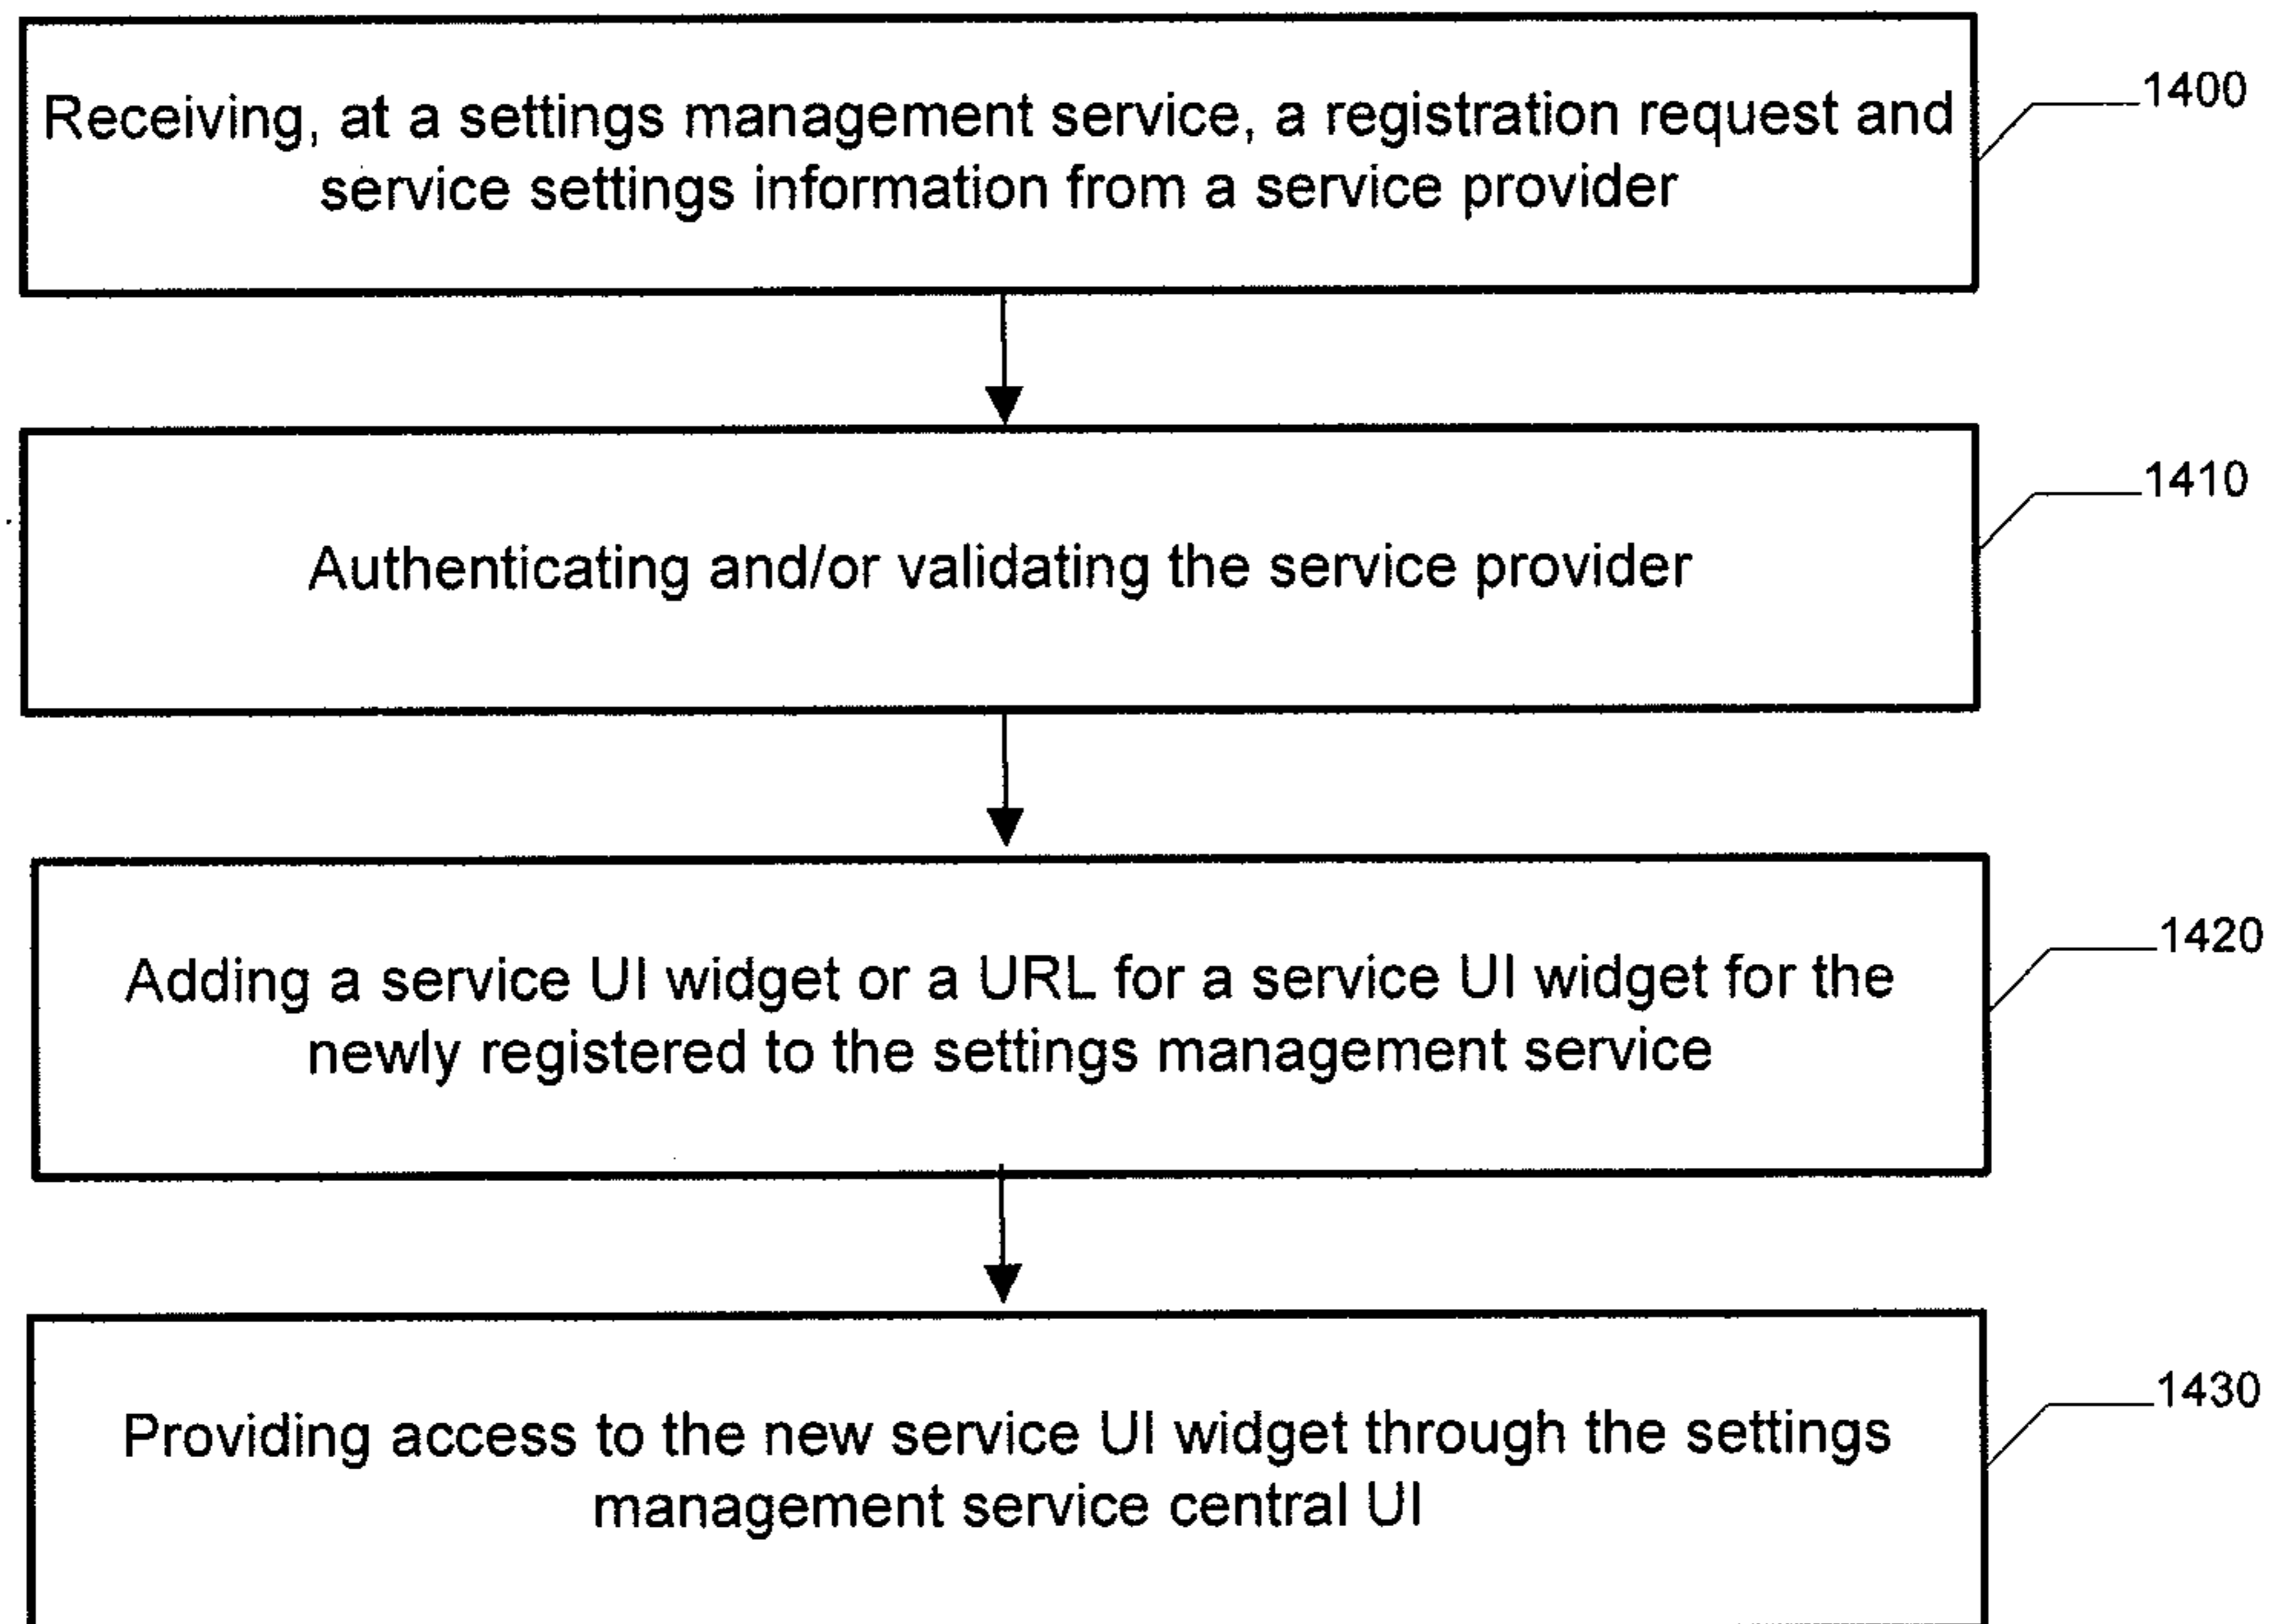 Receiving, at a settings management service, a registration request and
service settings information from a service provider
1400
Authenticating and/or validating the service provider
1410
Adding a service UI widget or a URL for a service UI widget for the
newly registered to the settings management service
1420
Providing access to the new service UI widget through the settings
management service central UI
1430